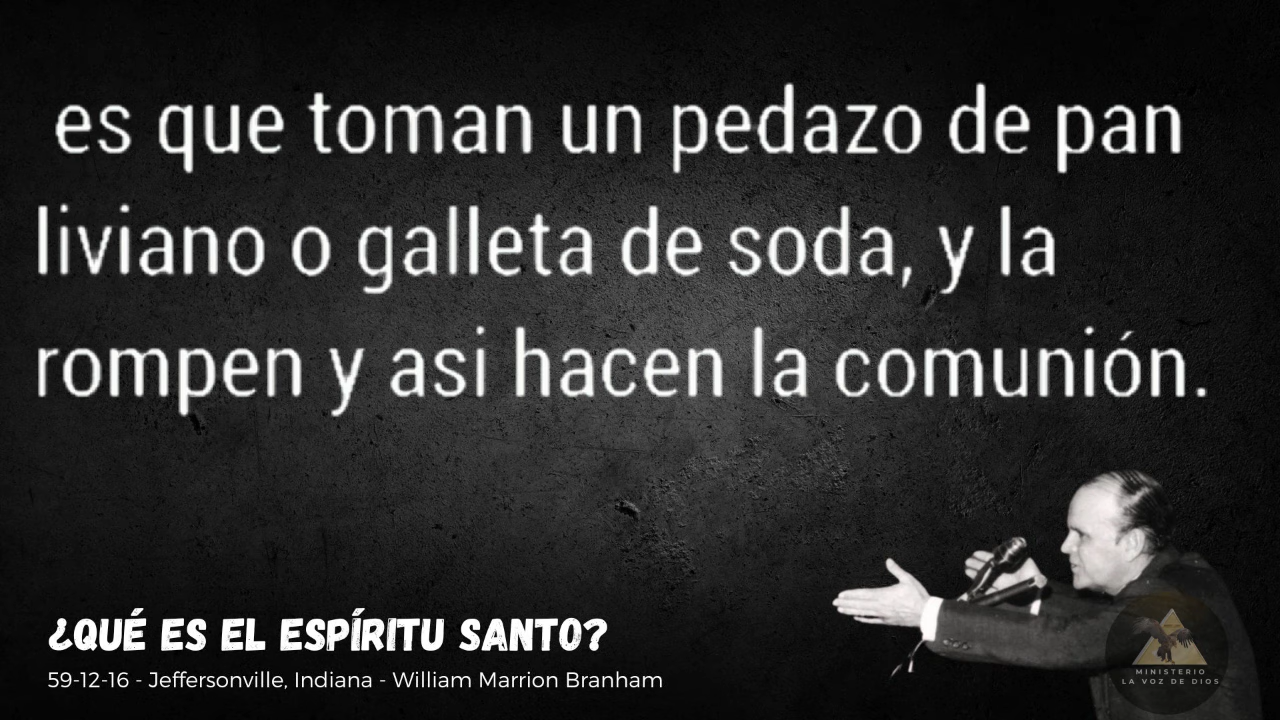 es que toman un pedazo de pan
liviano o galleta de soda, y la
rompen y asi hacen la comunión.
¿QUÉ ES EL ESPÍRITU SANTO?
59-12-16 - Jeffersonville, Indiana - William Marrion Branham
MINISTERIO
LA VOZ DE DIOS